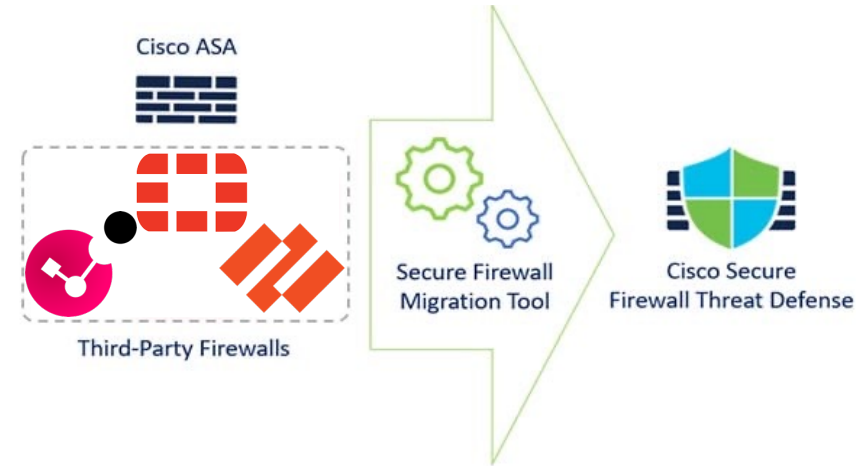 Cisco ASA
Third-Party Firewalls
Secure Firewall
Migration Tool
Cisco Secure
Firewall Threat Defense